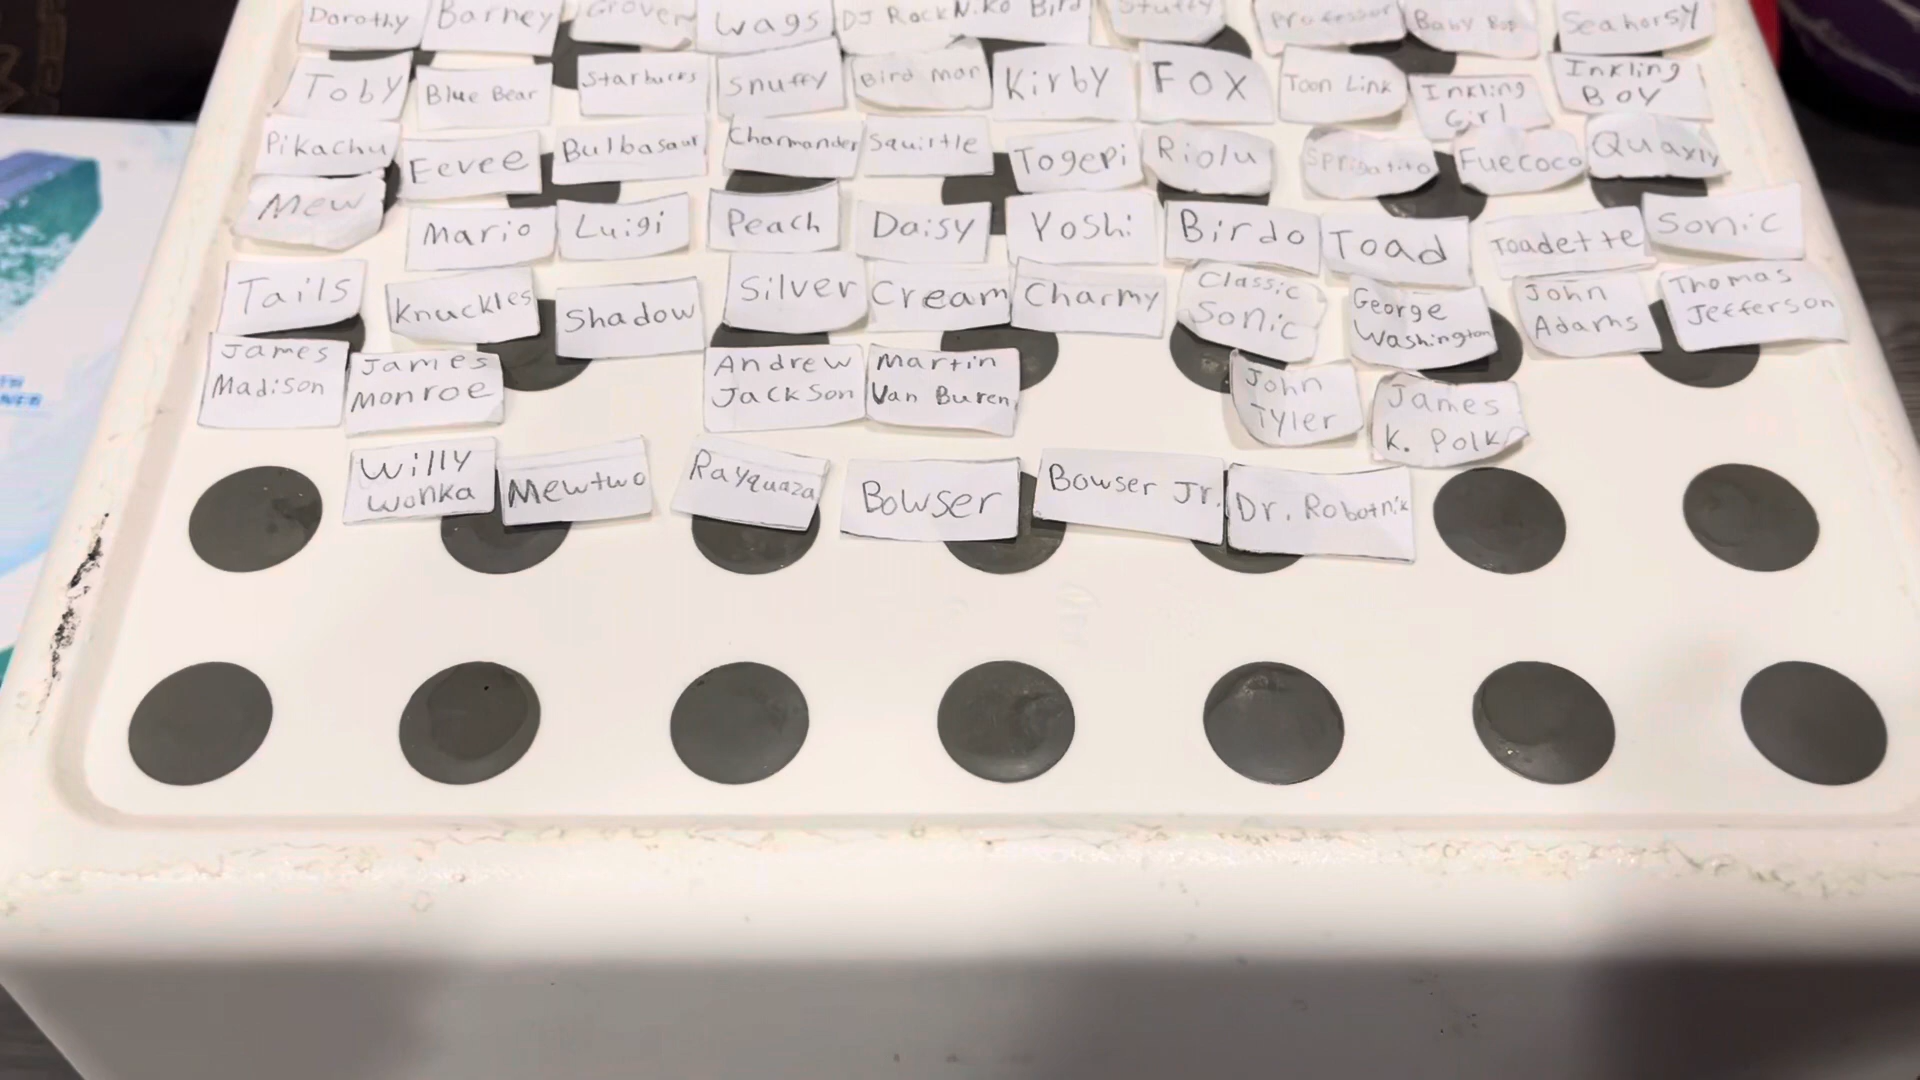 Dorothy Barney Grover Wags DJ Rock Niko Bird Stuffy Professor Baby Bop Seahorsy
Toby Blue Bear Starbucks Snuffy Bird Man Kirby Fox Toon Link Inkling Girl Inkling Boy
Pikachu Eevee Bulbasaur Charmander Squirtle Togepi Riolu Sprigatito Fuecoco Quaxly
Mew Mario Luigi Peach Daisy Yoshi Birdo Toad Toadette Sonic
Tails Knuckles Shadow Silver Cream Charmy Classic Sonic George Washington John Adams Thomas Jefferson
James Madison James Monroe Andrew Jackson Martin Van Buren John Tyler James K. Polk
Willy Wonka Mewtwo Rayquaza Bowser Bowser Jr. Dr. Robotnik